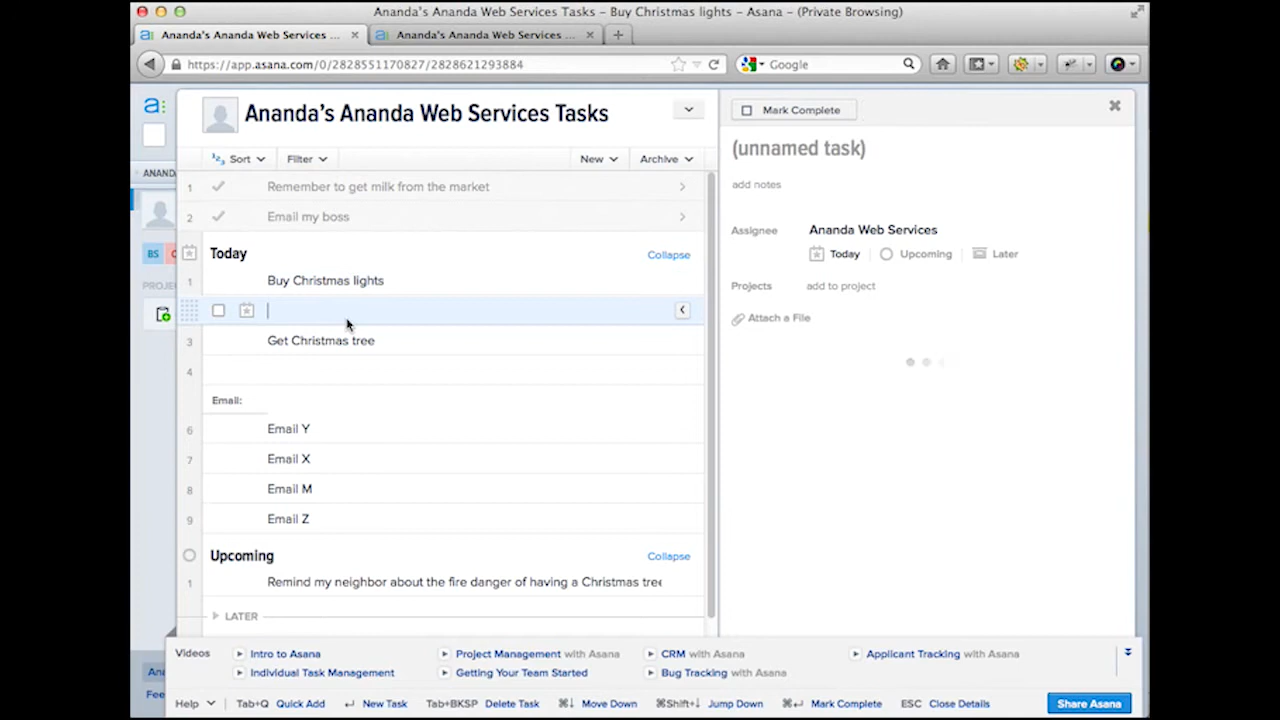 Ananda's Ananda Web Services Tasks – Buy Christmas lights – Asana – (Private Browsing)
a: Ananda's Ananda Web Services ... × a: Ananda's Ananda Web Services ... × +
https://app.asana.com/0/2828551170827/2828621293884 Google
a:
Ananda's Ananda Web Services Tasks
Mark Complete
(unnamed task)
Sort Filter New Archive
ANAND
1 Remember to get milk from the market
add notes
2 Email my boss
Assignee Ananda Web Services
BS
Today Collapse
Today Upcoming Later
1 Buy Christmas lights
PROJE
Projects add to project
Attach a File
3 Get Christmas tree
4
Email:
6 Email Y
7 Email X
8 Email M
9 Email Z
Upcoming Collapse
1 Remind my neighbor about the fire danger of having a Christmas tree
LATER
Videos Intro to Asana Project Management with Asana CRM with Asana Applicant Tracking with Asana
Individual Task Management Getting Your Team Started Bug Tracking with Asana
Ana
Fee
Help Tab+Q Quick Add ↵ New Task Tab+BKSP Delete Task ⌘↓ Move Down ⌘Shift+↓ Jump Down ⌘↵ Mark Complete ESC Close Details Share Asana